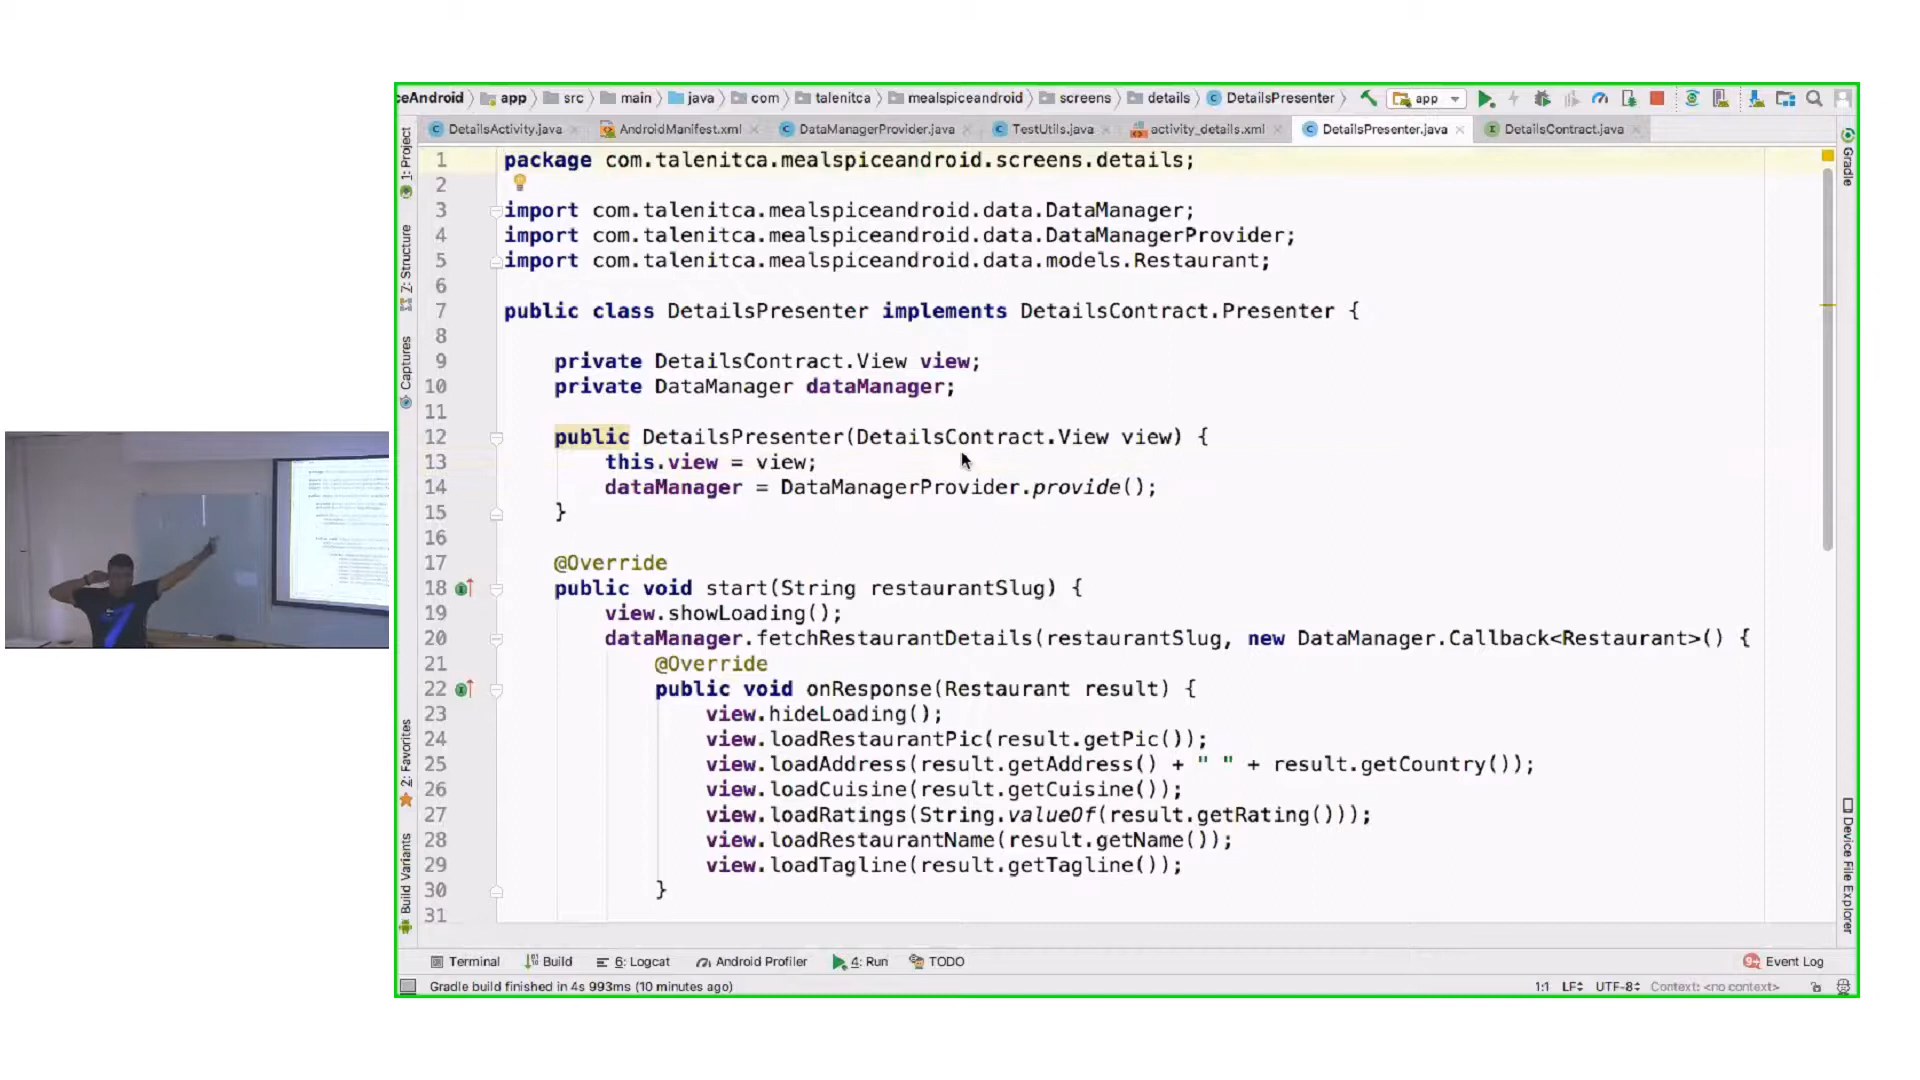 ceAndroid app src main java com talenitca mealspiceandroid screens details DetailsPresenter app
DetailsActivity.java AndroidManifest.xml DataManagerProvider.java TestUtils.java activity_details.xml DetailsPresenter.java DetailsContract.java
1: Project
7: Structure
Captures
2: Favorites
Build Variants
Gradle
Device File Explorer
1 package com.talenitca.mealspiceandroid.screens.details;
2
3 import com.talenitca.mealspiceandroid.data.DataManager;
4 import com.talenitca.mealspiceandroid.data.DataManagerProvider;
5 import com.talenitca.mealspiceandroid.data.models.Restaurant;
6
7 public class DetailsPresenter implements DetailsContract.Presenter {
8
9 private DetailsContract.View view;
10 private DataManager dataManager;
11
12 public DetailsPresenter(DetailsContract.View view) {
13 this.view = view;
14 dataManager = DataManagerProvider.provide();
15 }
16
17 @Override
18 public void start(String restaurantSlug) {
19 view.showLoading();
20 dataManager.fetchRestaurantDetails(restaurantSlug, new DataManager.Callback<Restaurant>() {
21 @Override
22 public void onResponse(Restaurant result) {
23 view.hideLoading();
24 view.loadRestaurantPic(result.getPic());
25 view.loadAddress(result.getAddress() + " " + result.getCountry());
26 view.loadCuisine(result.getCuisine());
27 view.loadRatings(String.valueOf(result.getRating()));
28 view.loadRestaurantName(result.getName());
29 view.loadTagline(result.getTagline());
30 }
31
Terminal Build 6: Logcat Android Profiler 4: Run TODO Event Log
Gradle build finished in 4s 993ms (10 minutes ago) 1:1 LF UTF-8 Context: <no context>